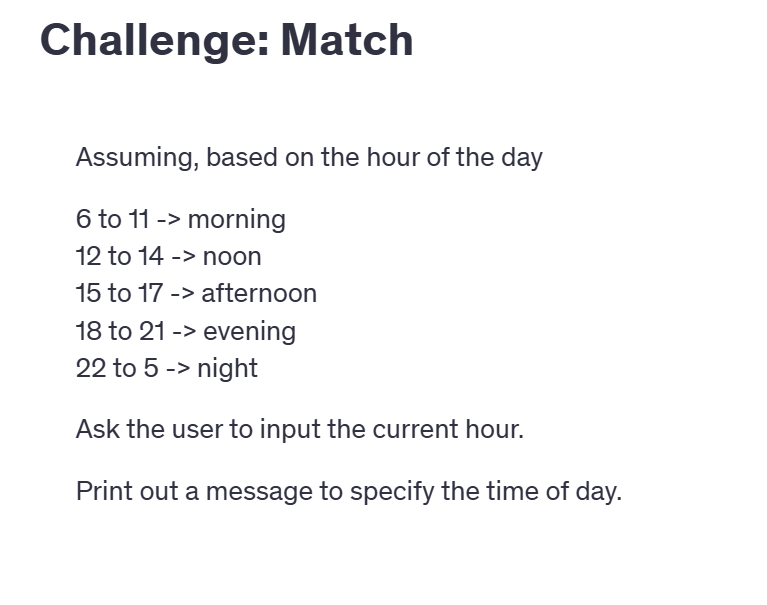 Challenge: Match
Assuming, based on the hour of the day
6 to 11 -> morning
12 to 14 -> noon
15 to 17 -> afternoon
18 to 21 -> evening
22 to 5 -> night
Ask the user to input the current hour.
Print out a message to specify the time of day.